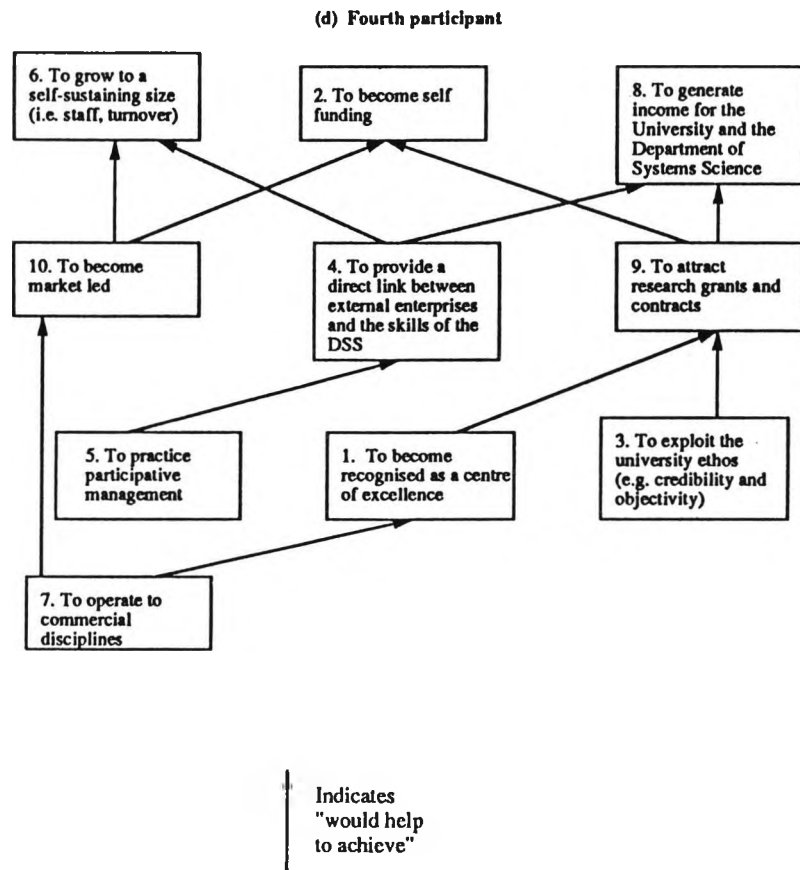 (d) Fourth participant
6. To grow to a
self-sustaining size
(i.e. staff, turnover)
2. To become self
funding
8. To generate
income for the
University and the
Department of
Systems Science
10. To become
market led
4. To provide a
direct link between
external enterprises
and the skills of the
DSS
9. To attract
research grants and
contracts
5. To practice
participative
management
1. To become
recognised as a centre
of excellence
3. To exploit the
university ethos
(e.g. credibility and
objectivity)
7. To operate to
commercial
disciplines
Indicates
"would help
to achieve"